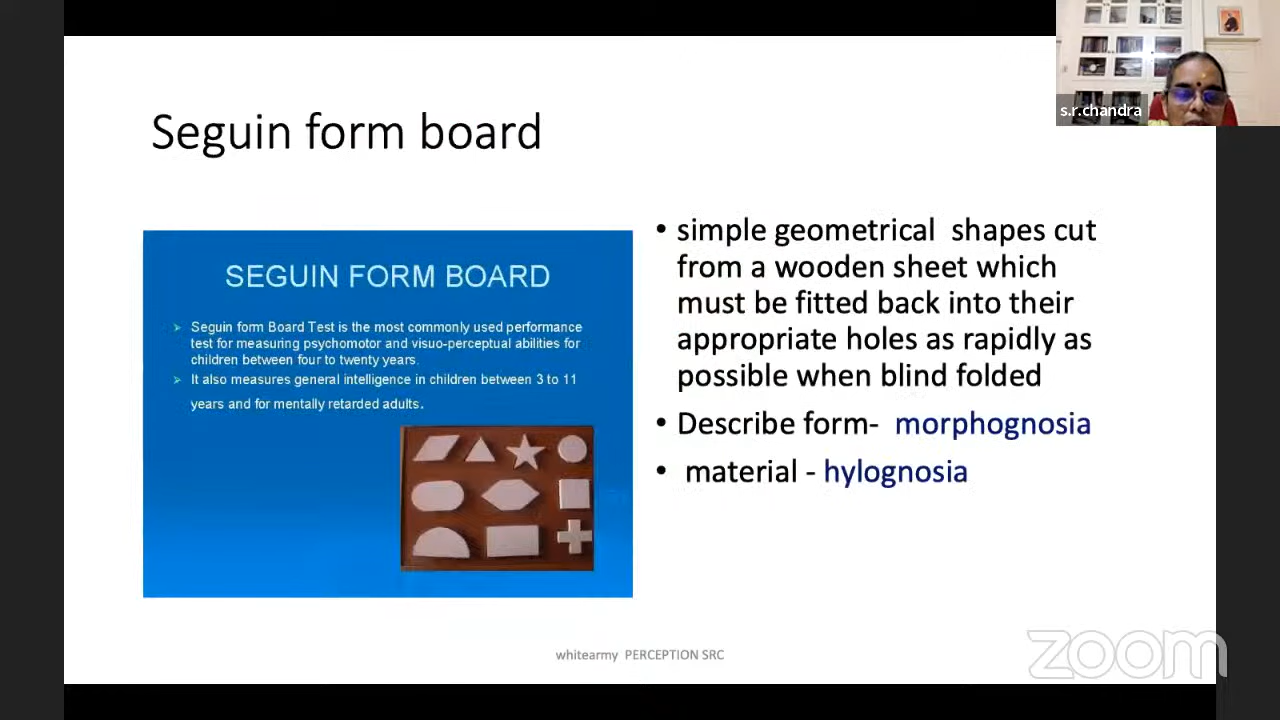 s.r.chandra
Seguin form board
SEGUIN FORM BOARD
➢ Seguin form Board Test is the most commonly used performance
test for measuring psychomotor and visuo-perceptual abilities for
children between four to twenty years.
➢ It also measures general intelligence in children between 3 to 11
years and for mentally retarded adults.
• simple geometrical shapes cut
from a wooden sheet which
must be fitted back into their
appropriate holes as rapidly as
possible when blind folded
• Describe form- morphognosia
• material - hylognosia
whitearmy PERCEPTION SRC
zoom